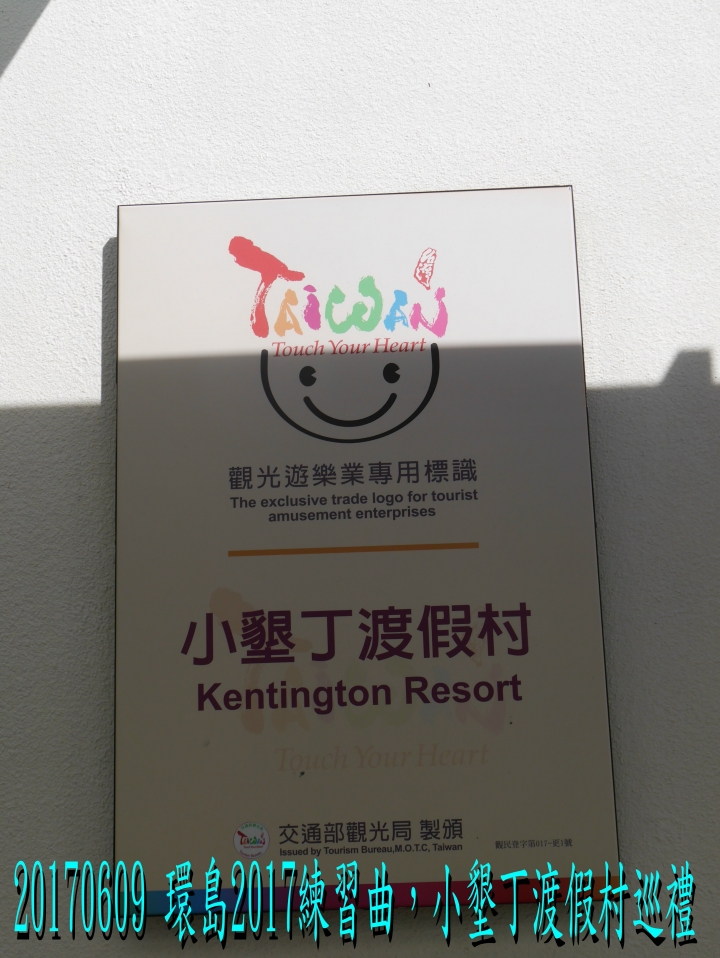 TAIWAN
台灣
Touch Your Heart
觀光遊樂業專用標識
The exclusive trade logo for tourist
amusement enterprises
小墾丁渡假村
Kentington Resort
TAIWAN
Touch Your Heart
TAIWAN
交通部觀光局 製頒
Issued by Tourism Bureau,M.O.T.C, Taiwan
20170609 環島2017練習曲，小墾丁渡假村巡禮